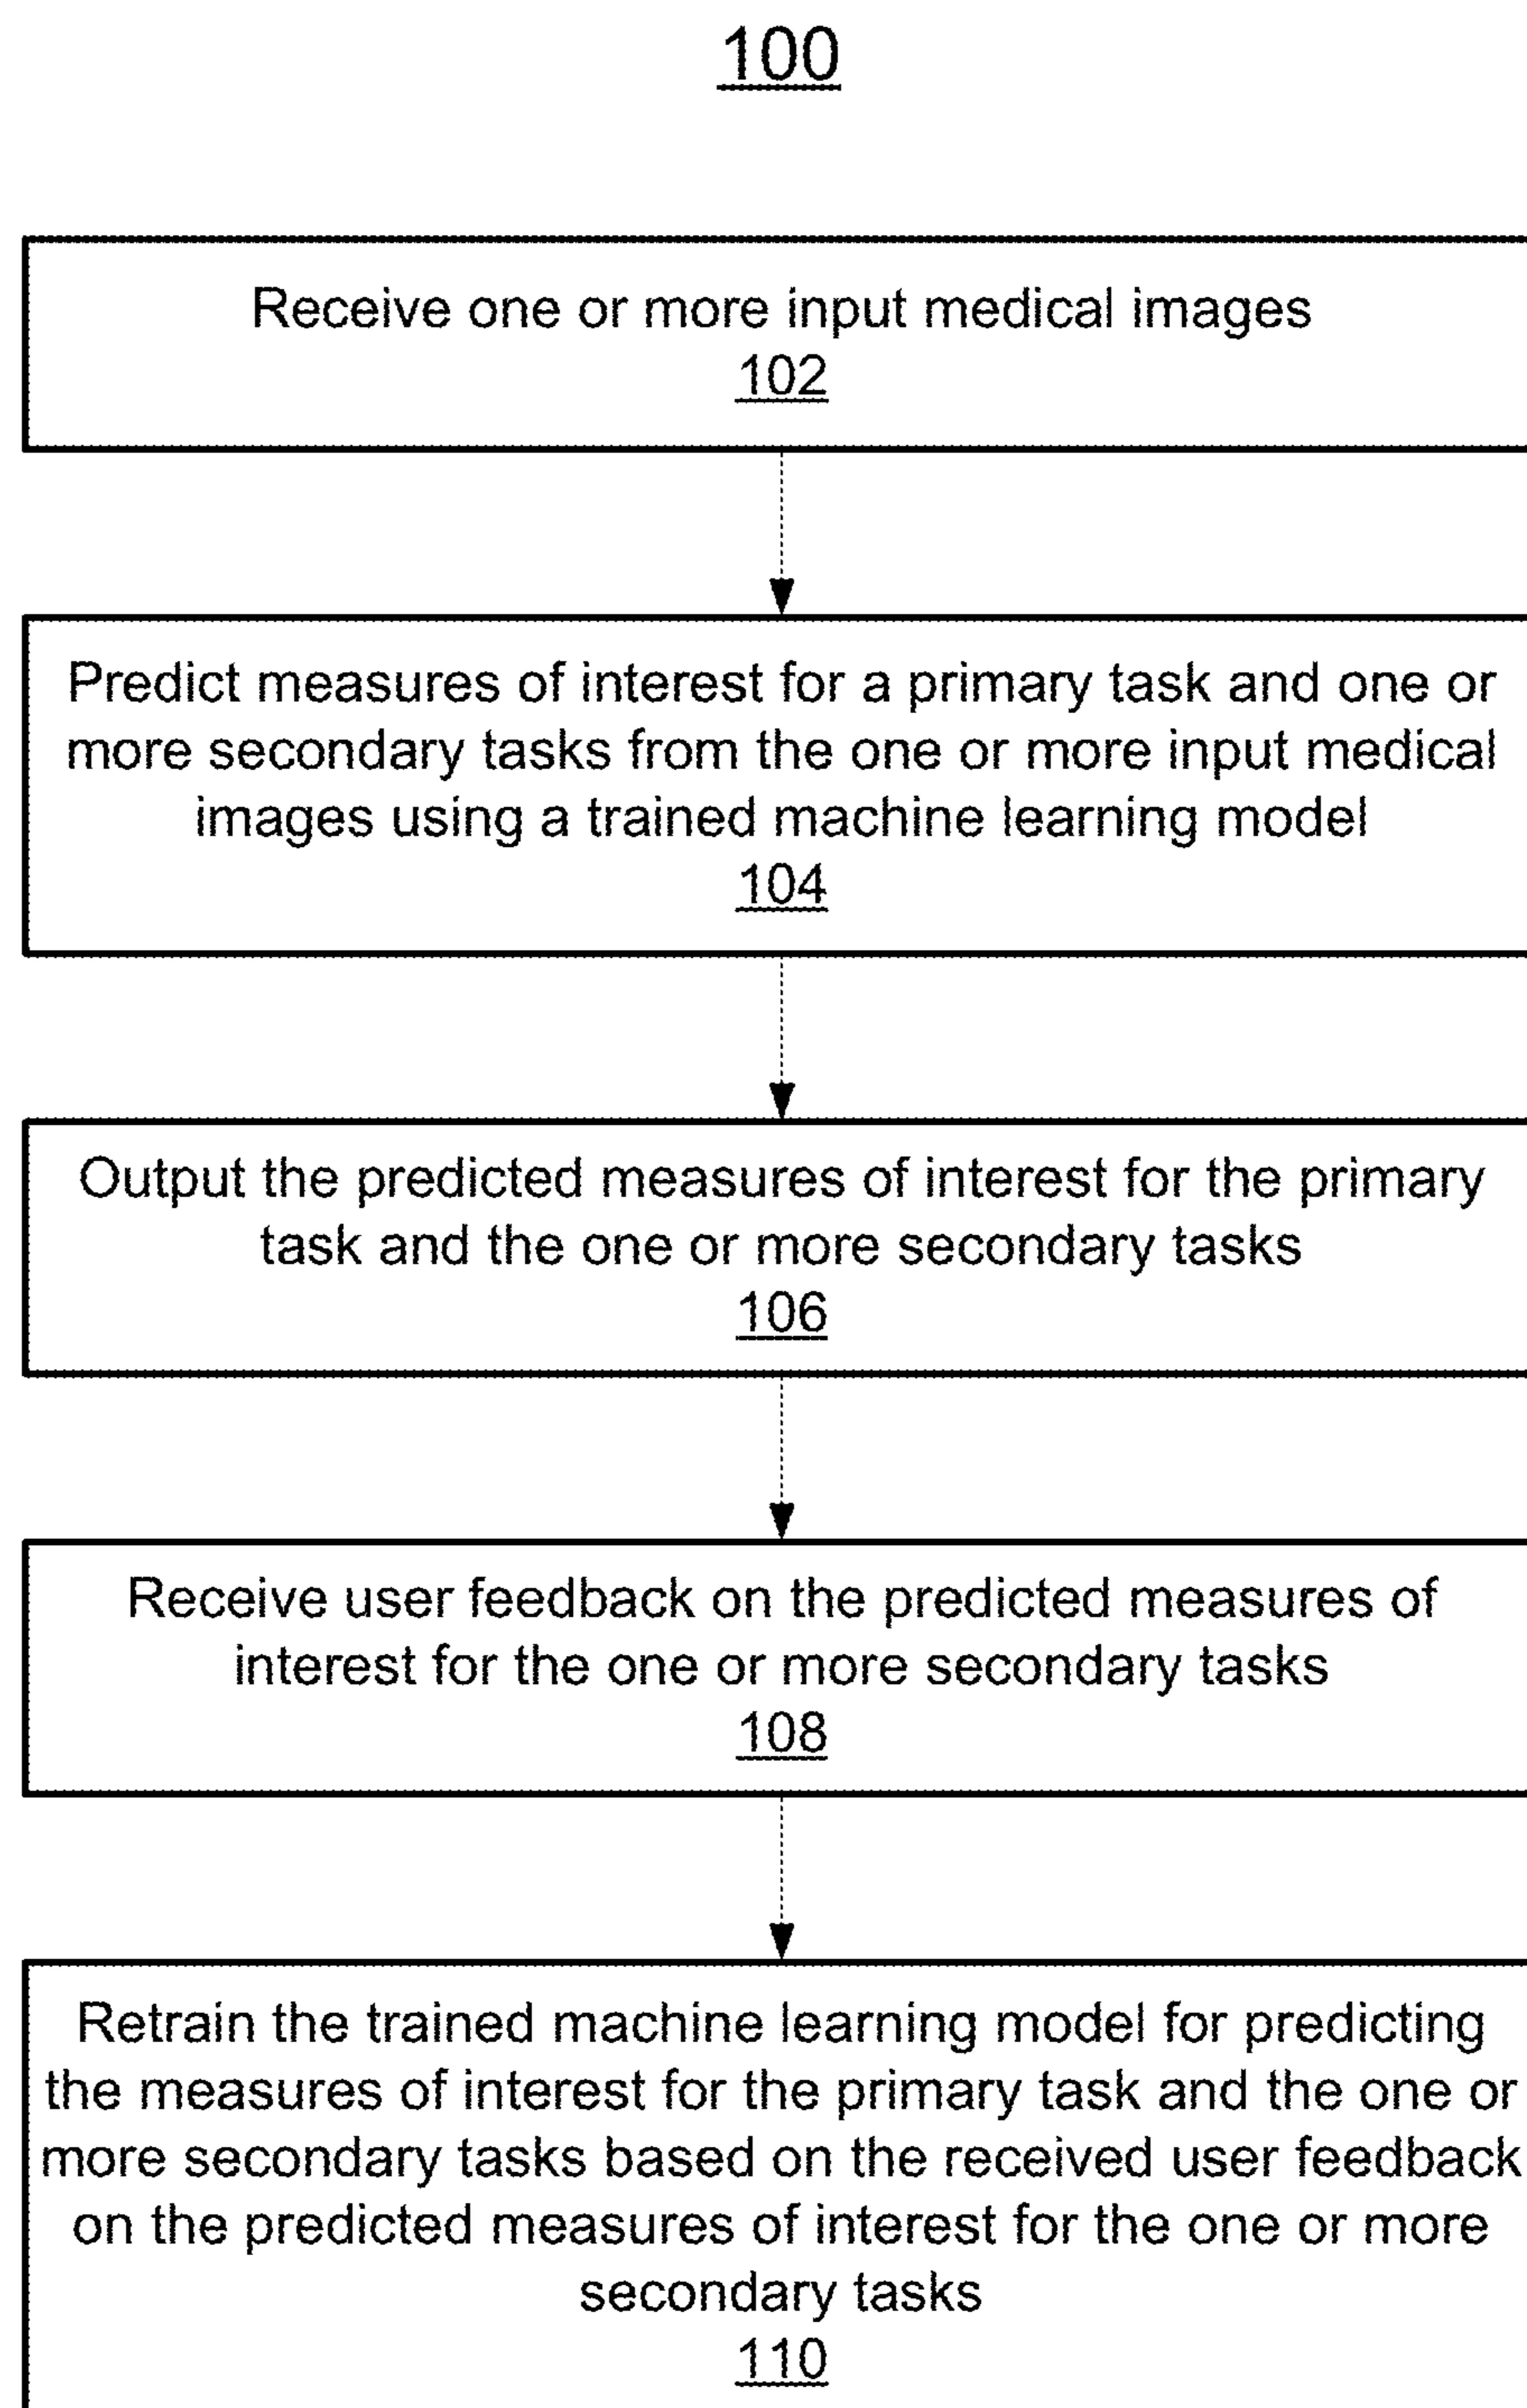 100
Receive one or more input medical images
102
Predict measures of interest for a primary task and one or
more secondary tasks from the one or more input medical
images using a trained machine learning model
104
Output the predicted measures of interest for the primary
task and the one or more secondary tasks
106
Receive user feedback on the predicted measures of
interest for the one or more secondary tasks
108
Retrain the trained machine learning model for predicting
the measures of interest for the primary task and the one or
more secondary tasks based on the received user feedback
on the predicted measures of interest for the one or more
secondary tasks
110